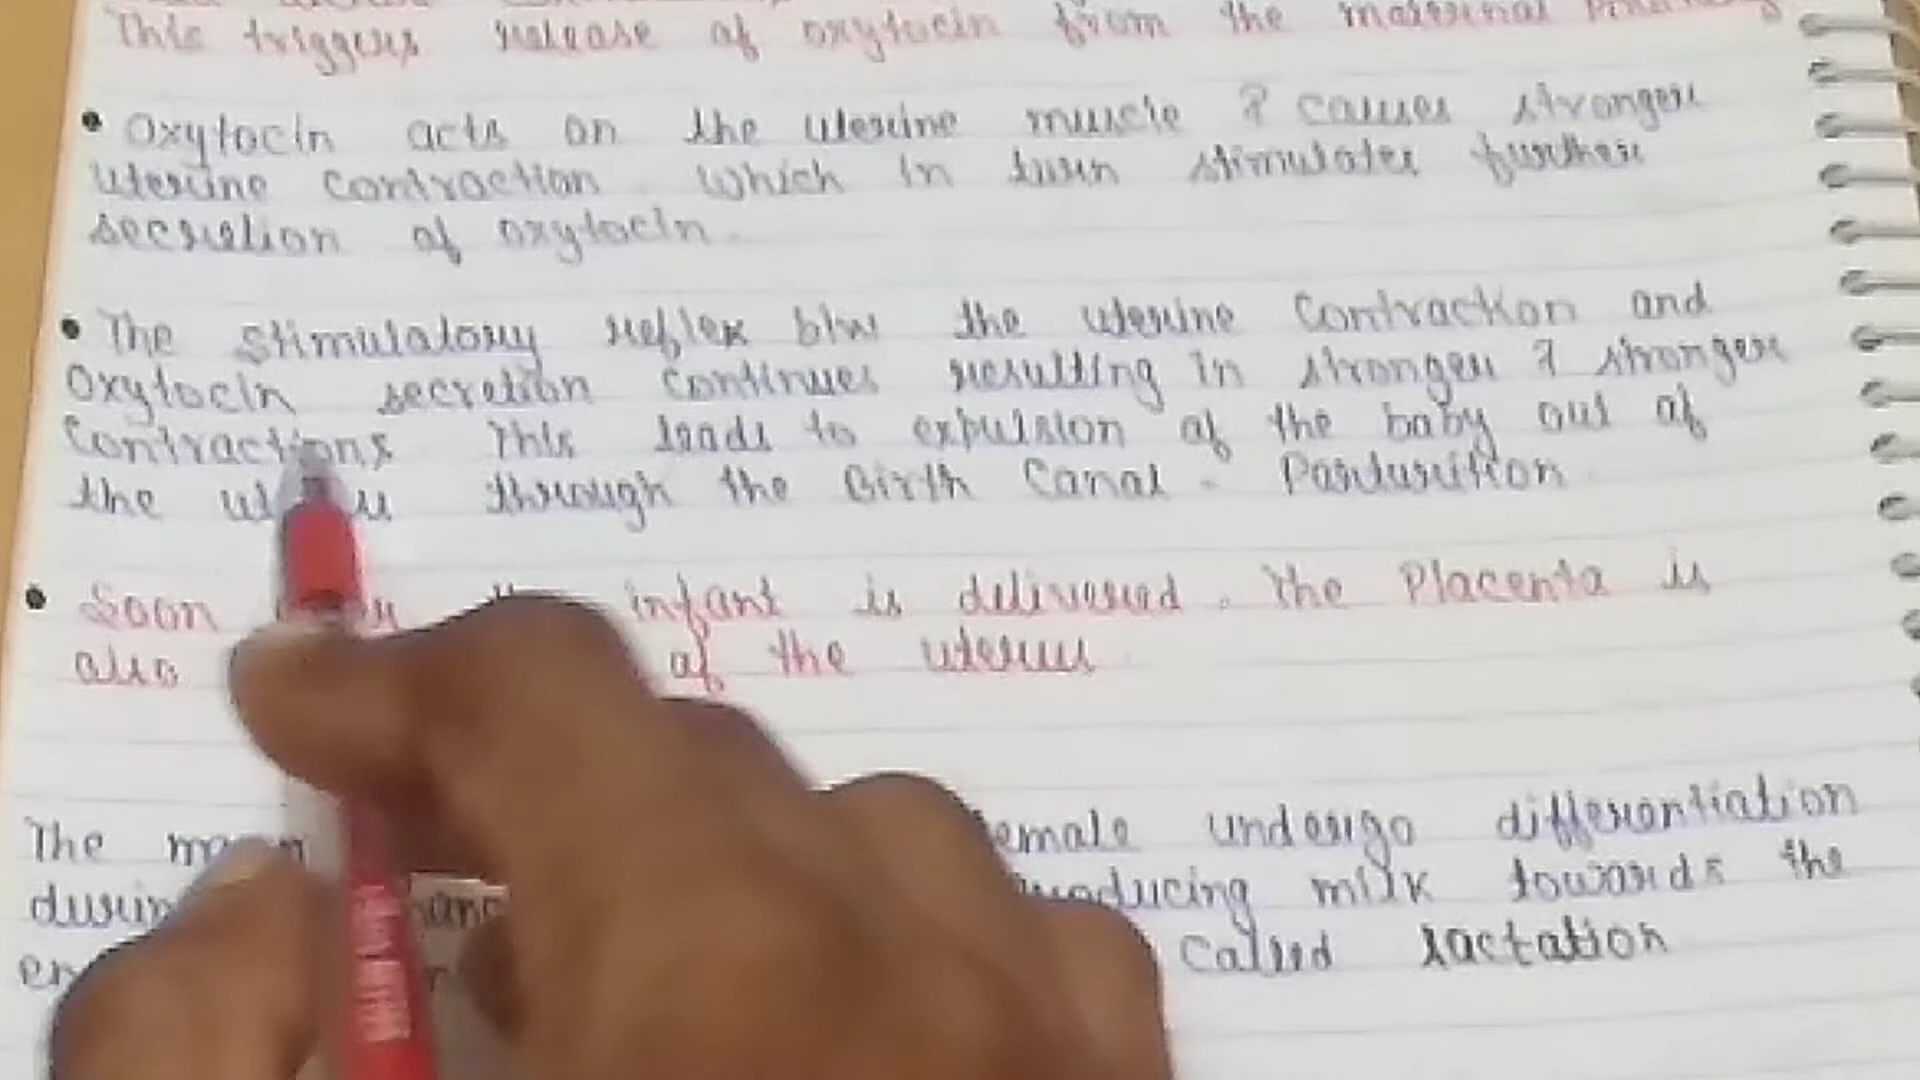 This triggers release of oxytocin from the maternal
• Oxytocin acts on the uterine muscle & causes stronger
uterine contraction. Which in turn stimulates further
secretion of oxytocin.
• The stimulatory reflex btw the uterine Contraction and
Oxytocin secretion continues resulting in stronger & stronger
Contractions This leads to expulsion of the baby out of
the through the Birth Canal - Parturition.
• Soon infant is delivered. The Placenta is
also of the uterus.
The undergo differentiation
milk towards the
called lactation